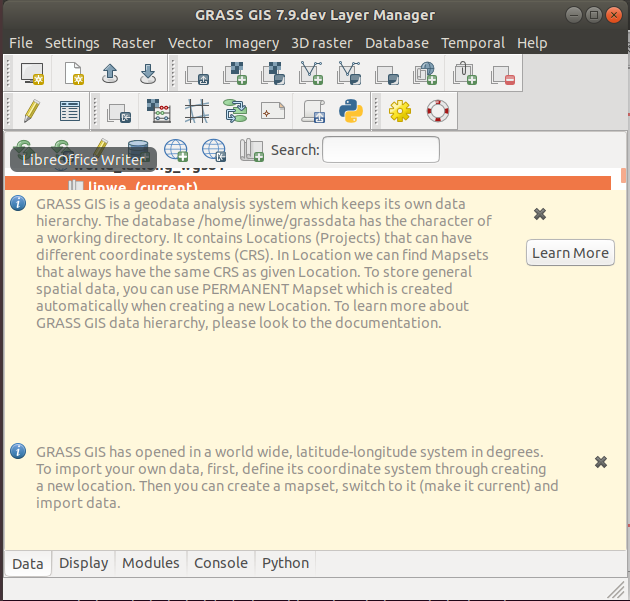 GRASS GIS 7.9.dev Layer Manager
File Settings Raster Vector Imagery 3D raster Database Temporal Help
Search:
LibreOffice Writer
linwe (current)
GRASS GIS is a geodata analysis system which keeps its own data
hierarchy. The database /home/linwe/grassdata has the character of
a working directory. It contains Locations (Projects) that can have
different coordinate systems (CRS). In Location we can find Mapsets
that always have the same CRS as given Location. To store general
spatial data, you can use PERMANENT Mapset which is created
automatically when creating a new Location. To learn more about
GRASS GIS data hierarchy, please look to the documentation.
Learn More
GRASS GIS has opened in a world wide, latitude-longitude system in degrees.
To import your own data, first, define its coordinate system through creating
a new location. Then you can create a mapset, switch to it (make it current) and
import data.
Data Display Modules Console Python